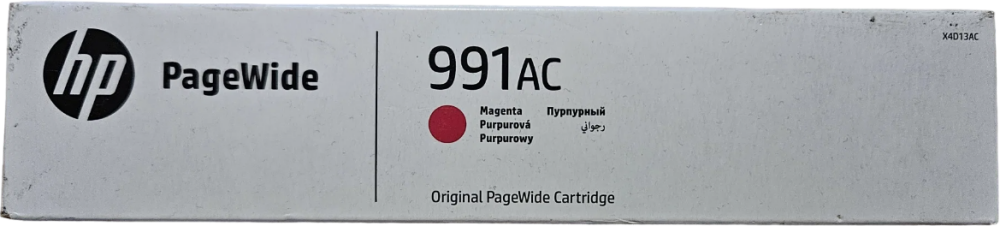 hp
PageWide
991AC
X4D13AC
Magenta Пурпурный
Purpurová رجواني
Purpurowy
Original PageWide Cartridge